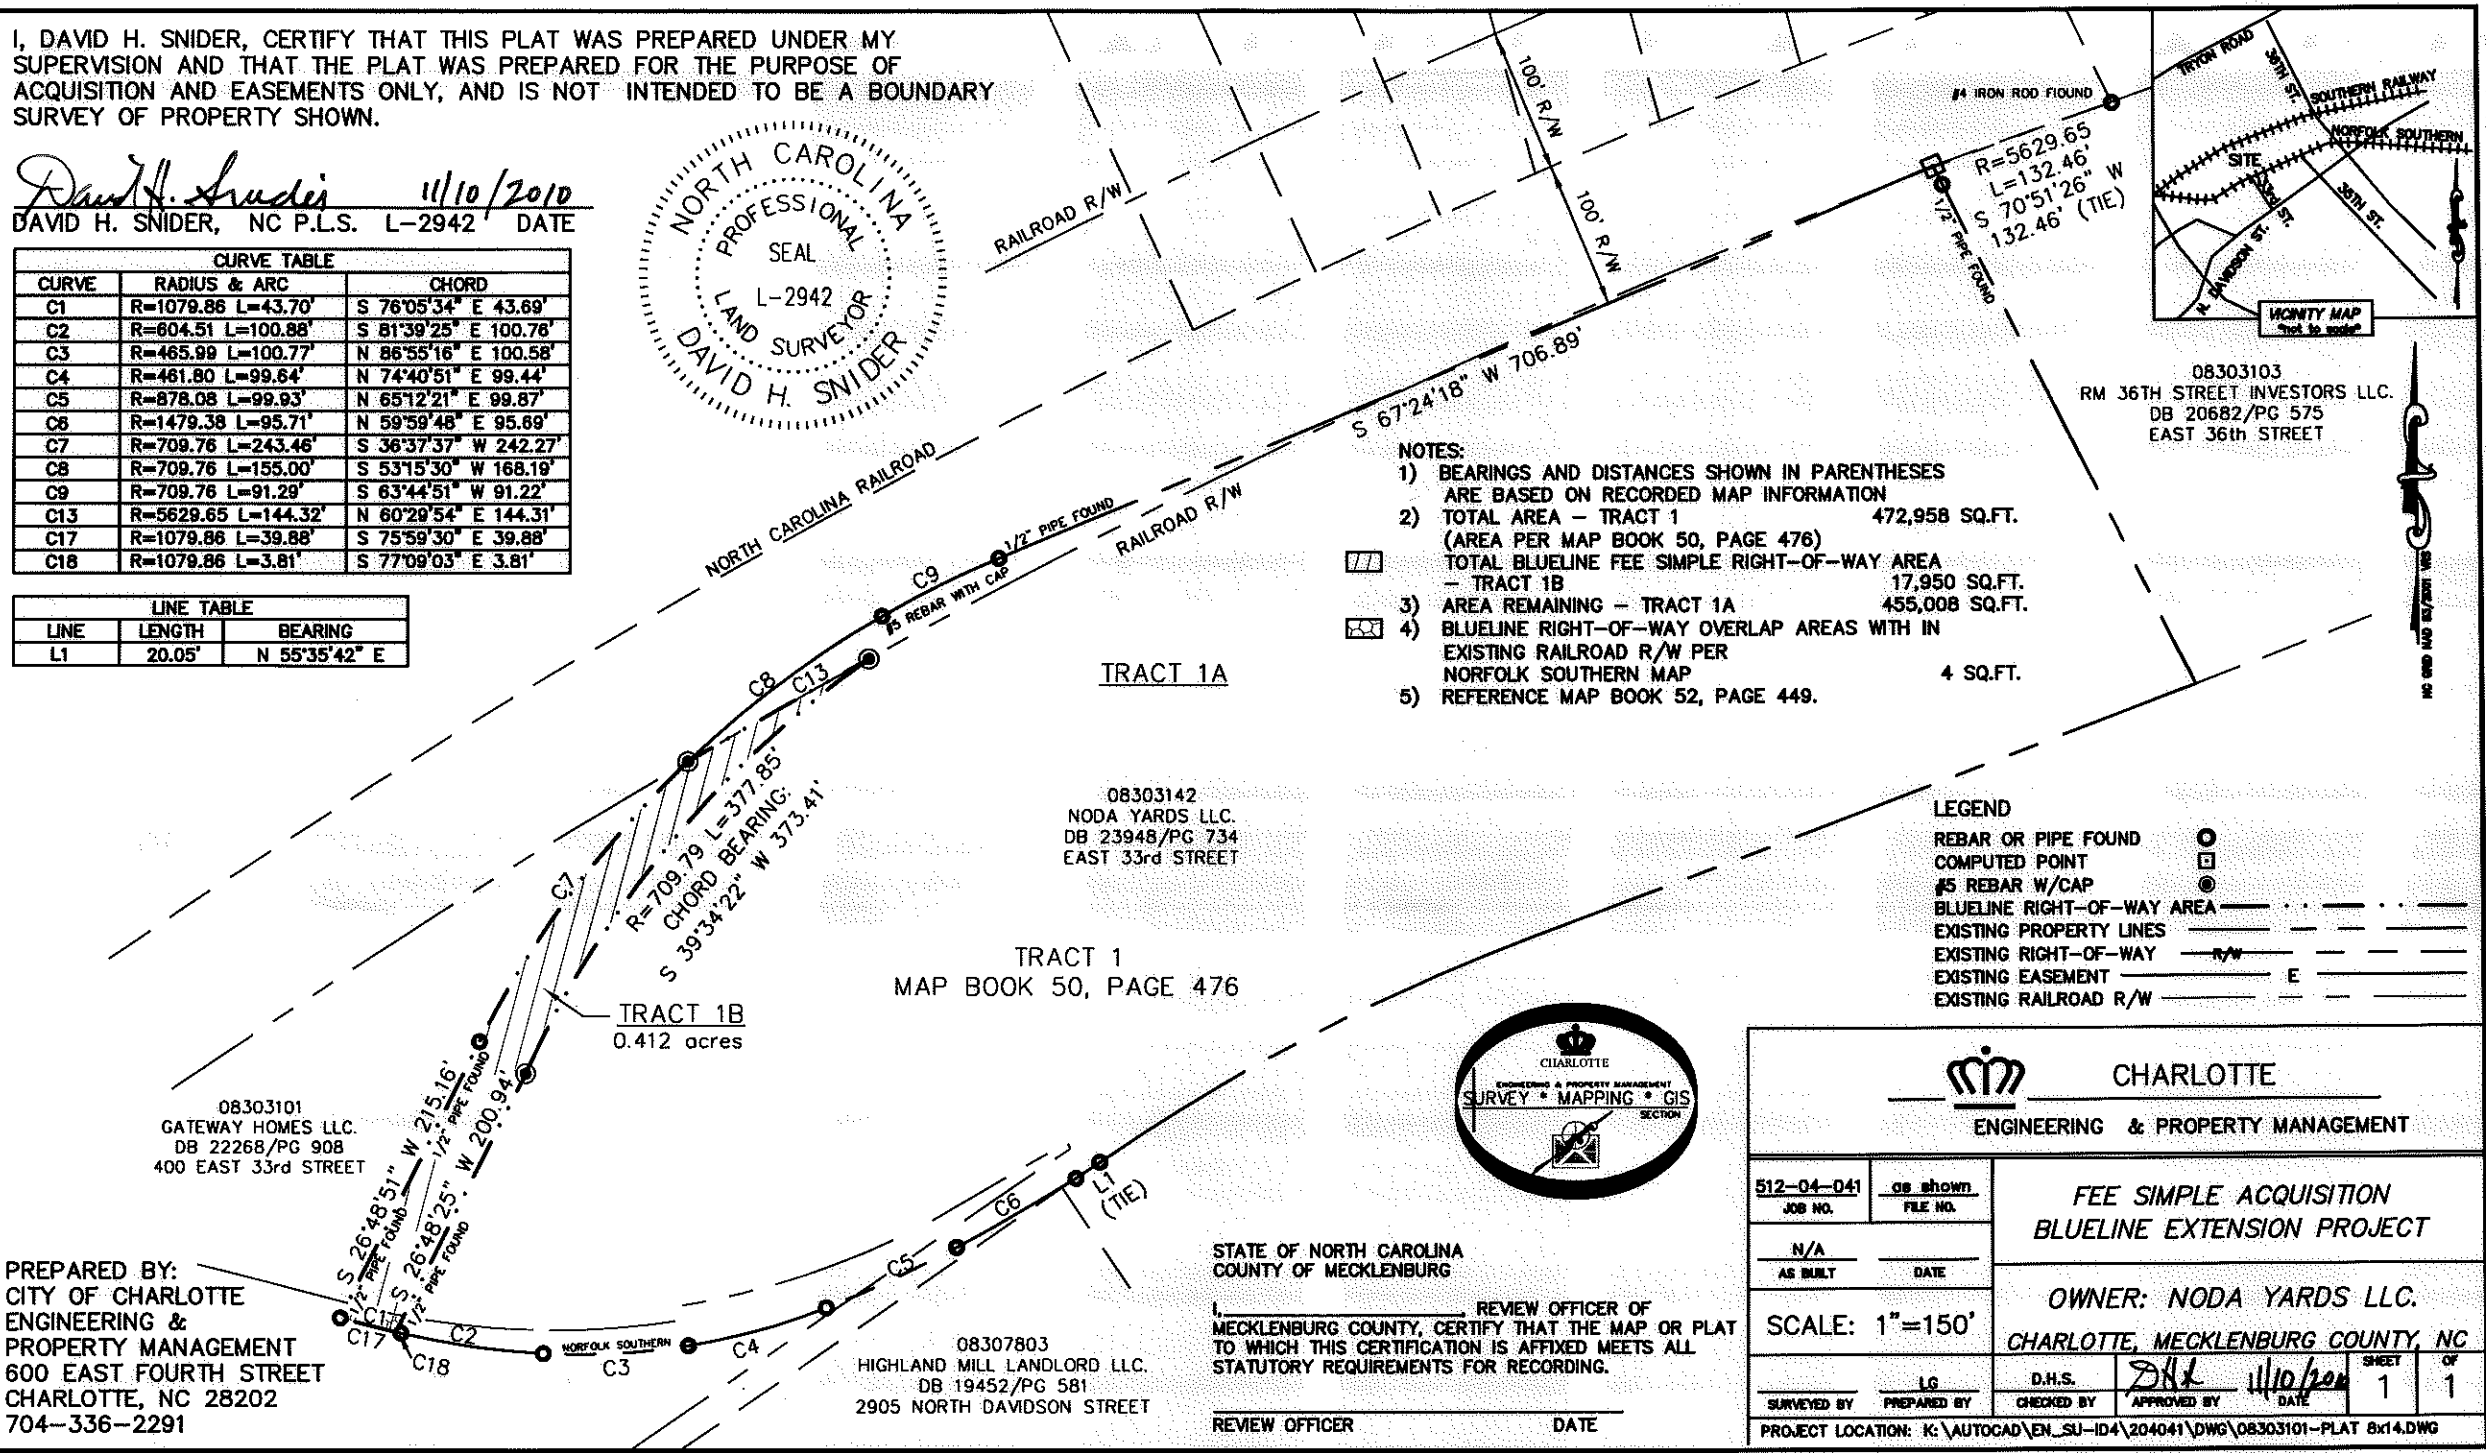 I, DAVID H. SNIDER, CERTIFY THAT THIS PLAT WAS PREPARED UNDER MY
SUPERVISION AND THAT THE PLAT WAS PREPARED FOR THE PURPOSE OF
ACQUISITION AND EASEMENTS ONLY, AND IS NOT INTENDED TO BE A BOUNDARY
SURVEY OF PROPERTY SHOWN.
David H. Snider 11/10/2010
DAVID H. SNIDER, NC P.L.S. L-2942 DATE
NORTH CAROLINA
PROFESSIONAL
SEAL
L-2942
LAND SURVEYOR
DAVID H. SNIDER
CURVE TABLE
CURVE RADIUS & ARC CHORD
C1 R=1079.86 L=43.70' S 76°05'34" E 43.69'
C2 R=604.51 L=100.88' S 81°39'25" E 100.76'
C3 R=465.99 L=100.77' N 86°55'16" E 100.58'
C4 R=461.80 L=99.64' N 74°40'51" E 99.44'
C5 R=878.08 L=99.93' N 65°12'21" E 99.87'
C6 R=1479.38 L=95.71' N 59°59'48" E 95.69'
C7 R=709.76 L=243.46' S 36°37'37" W 242.27'
C8 R=709.76 L=155.00' S 53°15'30" W 168.19'
C9 R=709.76 L=91.29' S 63°44'51" W 91.22'
C13 R=5629.65 L=144.32' N 60°29'54" E 144.31'
C17 R=1079.86 L=39.88' S 75°59'30" E 39.88'
C18 R=1079.86 L=3.81' S 77°09'03" E 3.81'
LINE TABLE
LINE LENGTH BEARING
L1 20.05' N 55°35'42" E
RAILROAD R/W
100' R/W
100' R/W
#4 IRON ROD FIOUND
R=5629.65
L=132.46'
S 70°51'26" W
132.46' (TIE)
1/2" PIPE FOUND
TRYON ROAD
36TH ST.
SOUTHERN RAILWAY
NORFOLK SOUTHERN
SITE
33rd ST.
35TH ST.
N. DAVIDSON ST.
VICINITY MAP
"not to scale"
08303103
RM 36TH STREET INVESTORS LLC.
DB 20682/PG 575
EAST 36th STREET
S 67°24'18" W 706.89'
NORTH CAROLINA RAILROAD
1/2" PIPE FOUND
RAILROAD R/W
C9
#5 REBAR WITH CAP
C8
C13
NOTES:
1) BEARINGS AND DISTANCES SHOWN IN PARENTHESES
ARE BASED ON RECORDED MAP INFORMATION
2) TOTAL AREA - TRACT 1 472,958 SQ.FT.
(AREA PER MAP BOOK 50, PAGE 476)
TOTAL BLUELINE FEE SIMPLE RIGHT-OF-WAY AREA
- TRACT 1B 17,950 SQ.FT.
3) AREA REMAINING - TRACT 1A 455,008 SQ.FT.
4) BLUELINE RIGHT-OF-WAY OVERLAP AREAS WITH IN
EXISTING RAILROAD R/W PER
NORFOLK SOUTHERN MAP 4 SQ.FT.
5) REFERENCE MAP BOOK 52, PAGE 449.
TRACT 1A
08303142
NODA YARDS LLC.
DB 23948/PG 734
EAST 33rd STREET
R=709.79 L=377.85'
CHORD BEARING:
S 39°34'22" W 373.41'
C7
TRACT 1
MAP BOOK 50, PAGE 476
TRACT 1B
0.412 acres
LEGEND
REBAR OR PIPE FOUND
COMPUTED POINT
#5 REBAR W/CAP
BLUELINE RIGHT-OF-WAY AREA
EXISTING PROPERTY LINES
EXISTING RIGHT-OF-WAY R/W
EXISTING EASEMENT E
EXISTING RAILROAD R/W
08303101
GATEWAY HOMES LLC.
DB 22268/PG 908
400 EAST 33rd STREET
S 26°48'51" W 215.16'
1/2" PIPE FOUND
1/2" PIPE FOUND
S 26°48'25" W 200.94'
1/2" PIPE FOUND
PREPARED BY:
CITY OF CHARLOTTE
ENGINEERING &
PROPERTY MANAGEMENT
600 EAST FOURTH STREET
CHARLOTTE, NC 28202
704-336-2291
C1
C17
C18
C2
NORFOLK SOUTHERN
C3
C4
C5
C6
L1
(TIE)
08307803
HIGHLAND MILL LANDLORD LLC.
DB 19452/PG 581
2905 NORTH DAVIDSON STREET
CHARLOTTE
ENGINEERING & PROPERTY MANAGEMENT
SURVEY * MAPPING * GIS
SECTION
STATE OF NORTH CAROLINA
COUNTY OF MECKLENBURG
I, REVIEW OFFICER OF
MECKLENBURG COUNTY, CERTIFY THAT THE MAP OR PLAT
TO WHICH THIS CERTIFICATION IS AFFIXED MEETS ALL
STATUTORY REQUIREMENTS FOR RECORDING.
REVIEW OFFICER DATE
CHARLOTTE
ENGINEERING & PROPERTY MANAGEMENT
512-04-041 as shown
JOB NO. FILE NO.
FEE SIMPLE ACQUISITION
BLUELINE EXTENSION PROJECT
N/A
AS BUILT DATE
SCALE: 1"=150'
OWNER: NODA YARDS LLC.
CHARLOTTE, MECKLENBURG COUNTY, NC
LG D.H.S. DHS 11/10/2010
SURVEYED BY PREPARED BY CHECKED BY APPROVED BY DATE
SHEET 1 OF 1
PROJECT LOCATION: K:\AUTOCAD\EN_SU-ID4\204041\DWG\08303101-PLAT 8x14.DWG